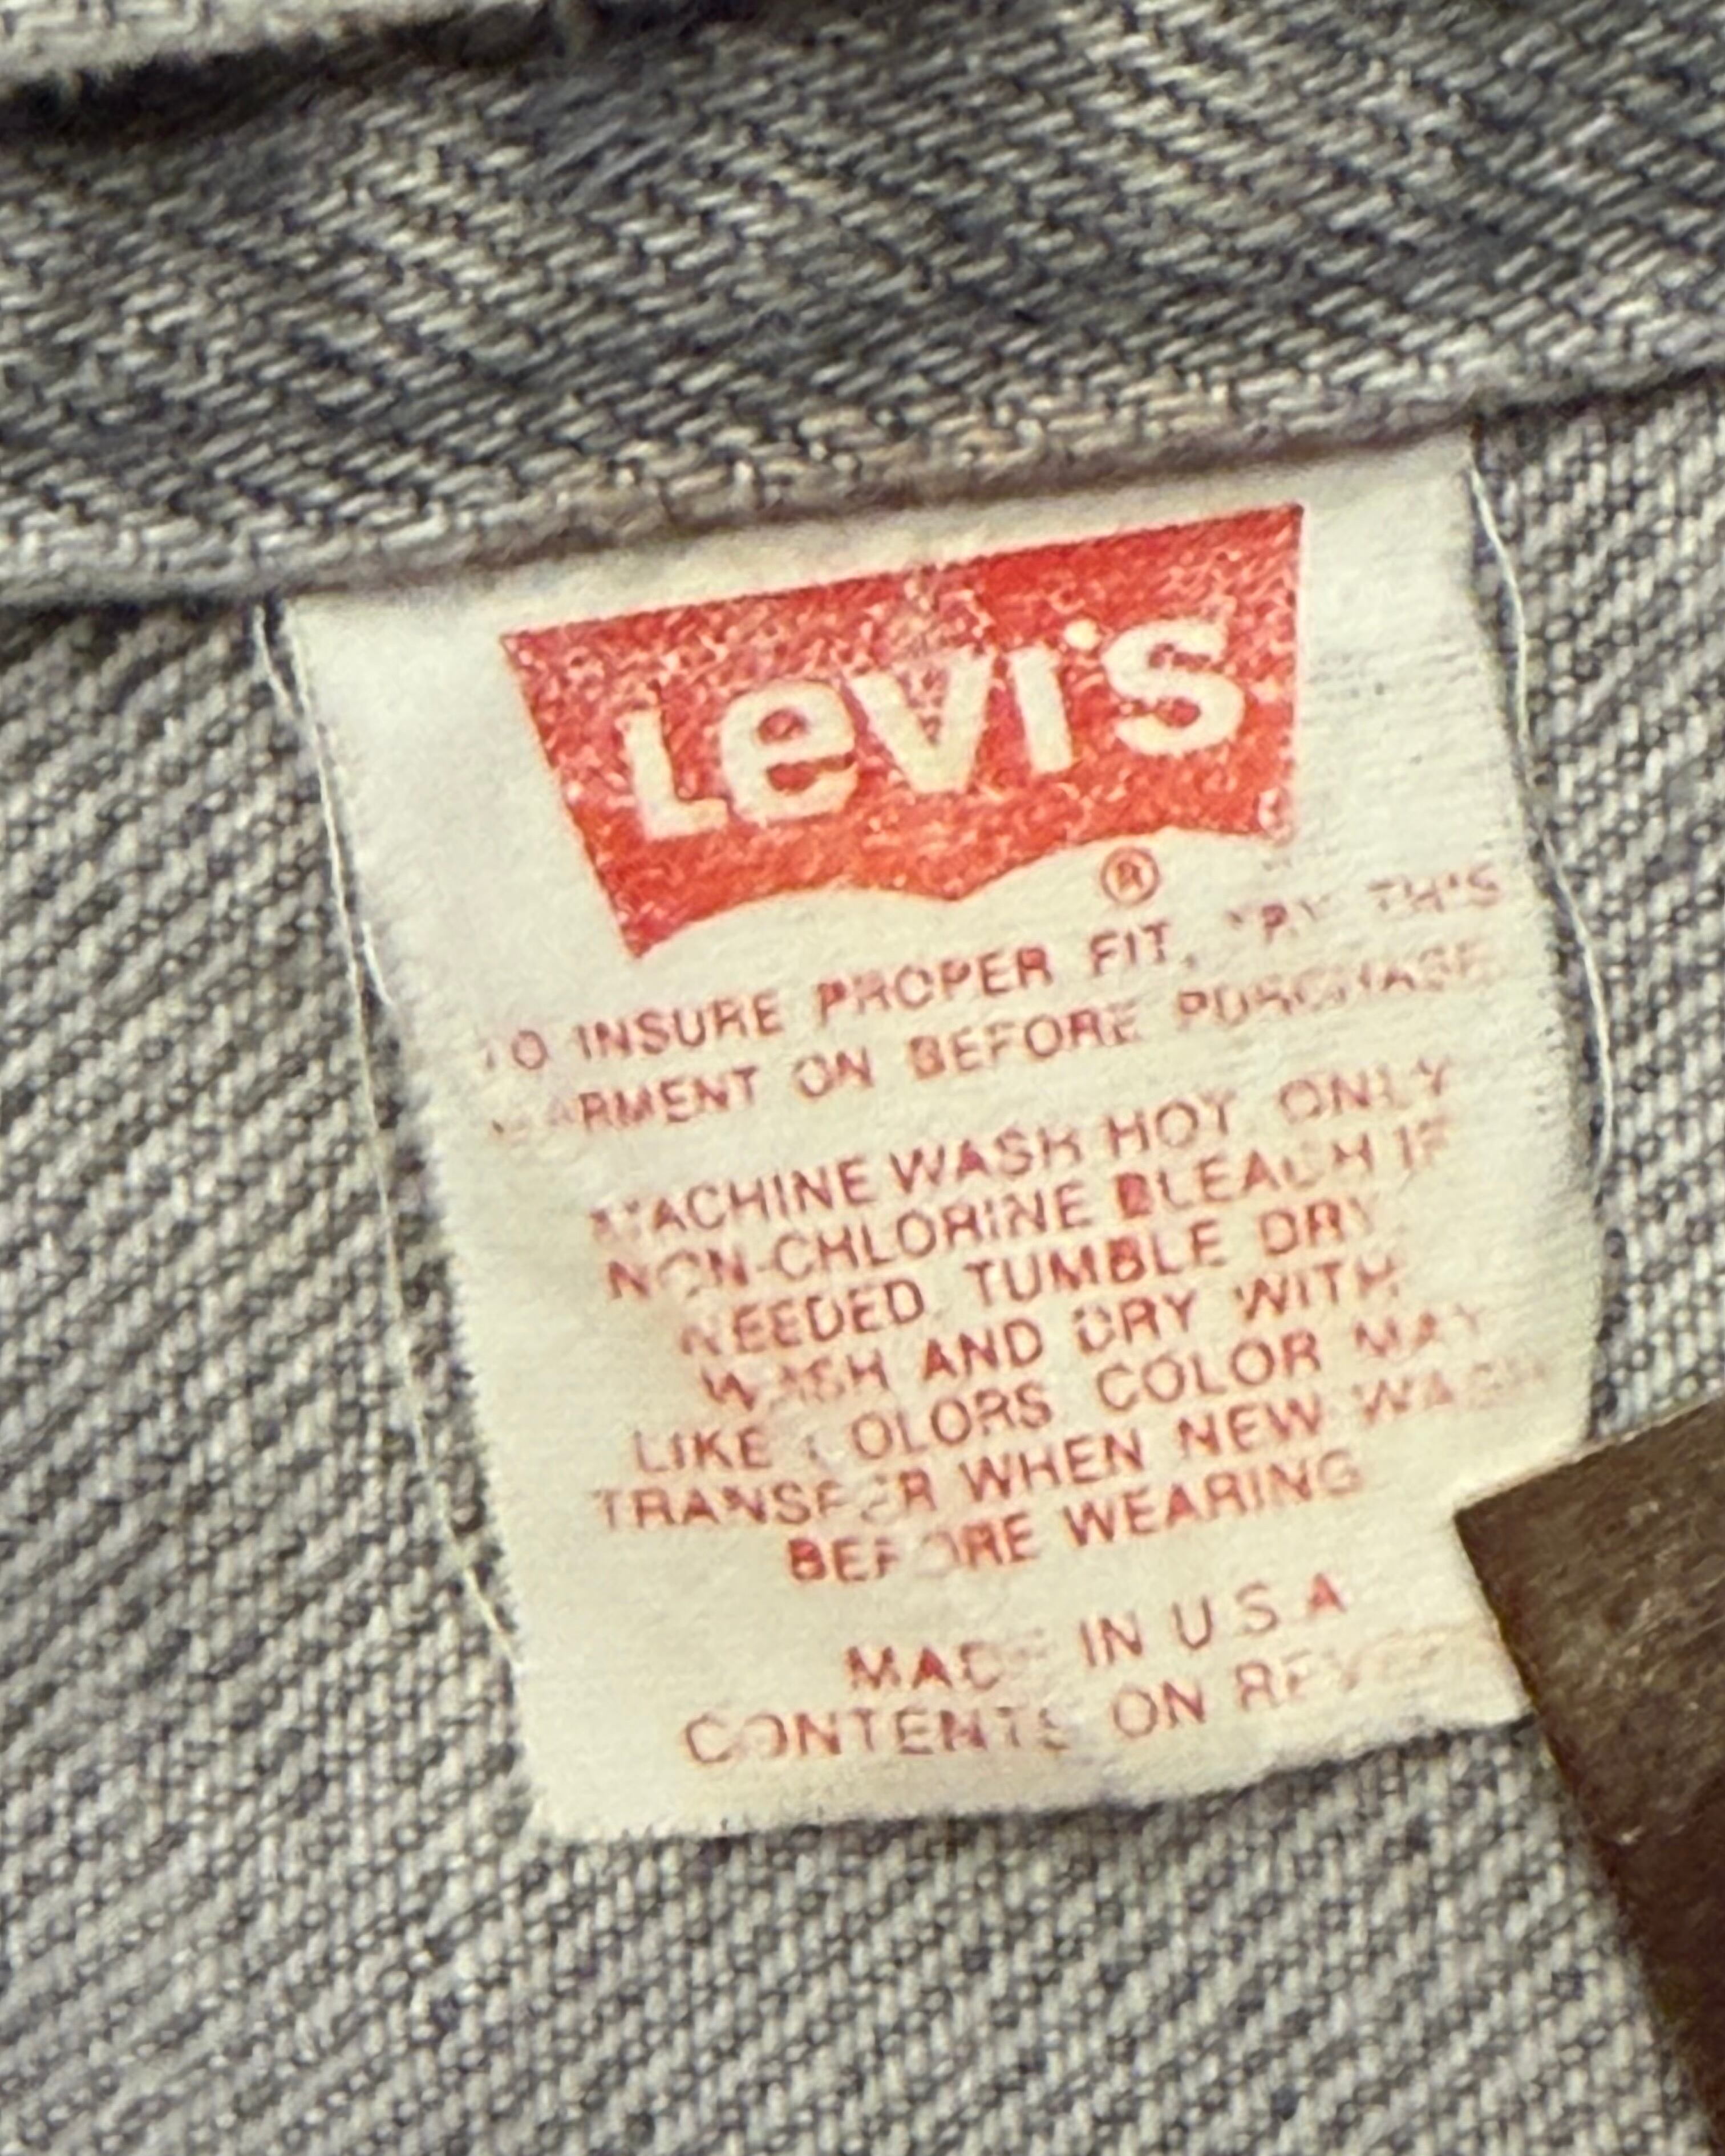 Levi's
®
TO INSURE PROPER FIT, TRY THIS
GARMENT ON BEFORE PURCHASE
MACHINE WASH HOT ONLY
NON-CHLORINE BLEACH IF
NEEDED. TUMBLE DRY.
WASH AND DRY WITH
LIKE COLORS. COLOR MAY
TRANSFER WHEN NEW WASH
BEFORE WEARING
MADE IN U.S.A
CONTENTS ON